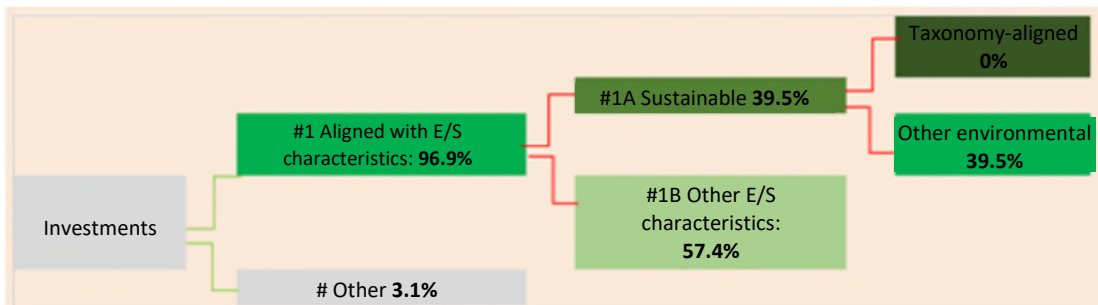 Taxonomy-aligned
0%
#1A Sustainable 39.5%
#1 Aligned with E/S
characteristics: 96.9%
Other environmental
39.5%
#1B Other E/S
characteristics:
57.4%
Investments
# Other 3.1%